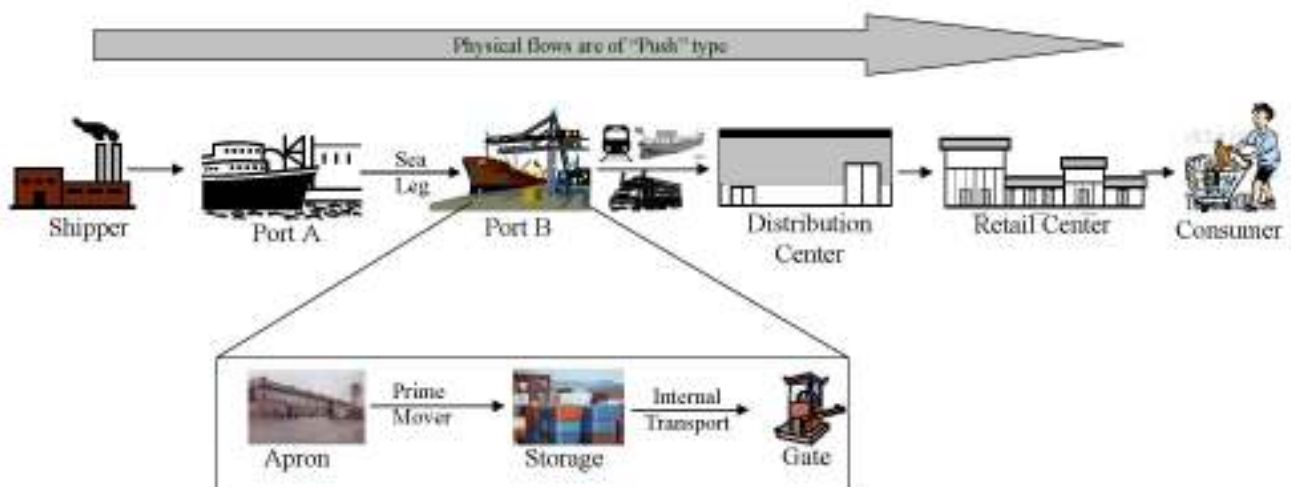 Physical flows are of "Push" type
Sea
Leg
Shipper
Port A
Port B
Distribution
Center
Retail Center
Consumer
Prime
Mover
Internal
Transport
Apron
Storage
Gate